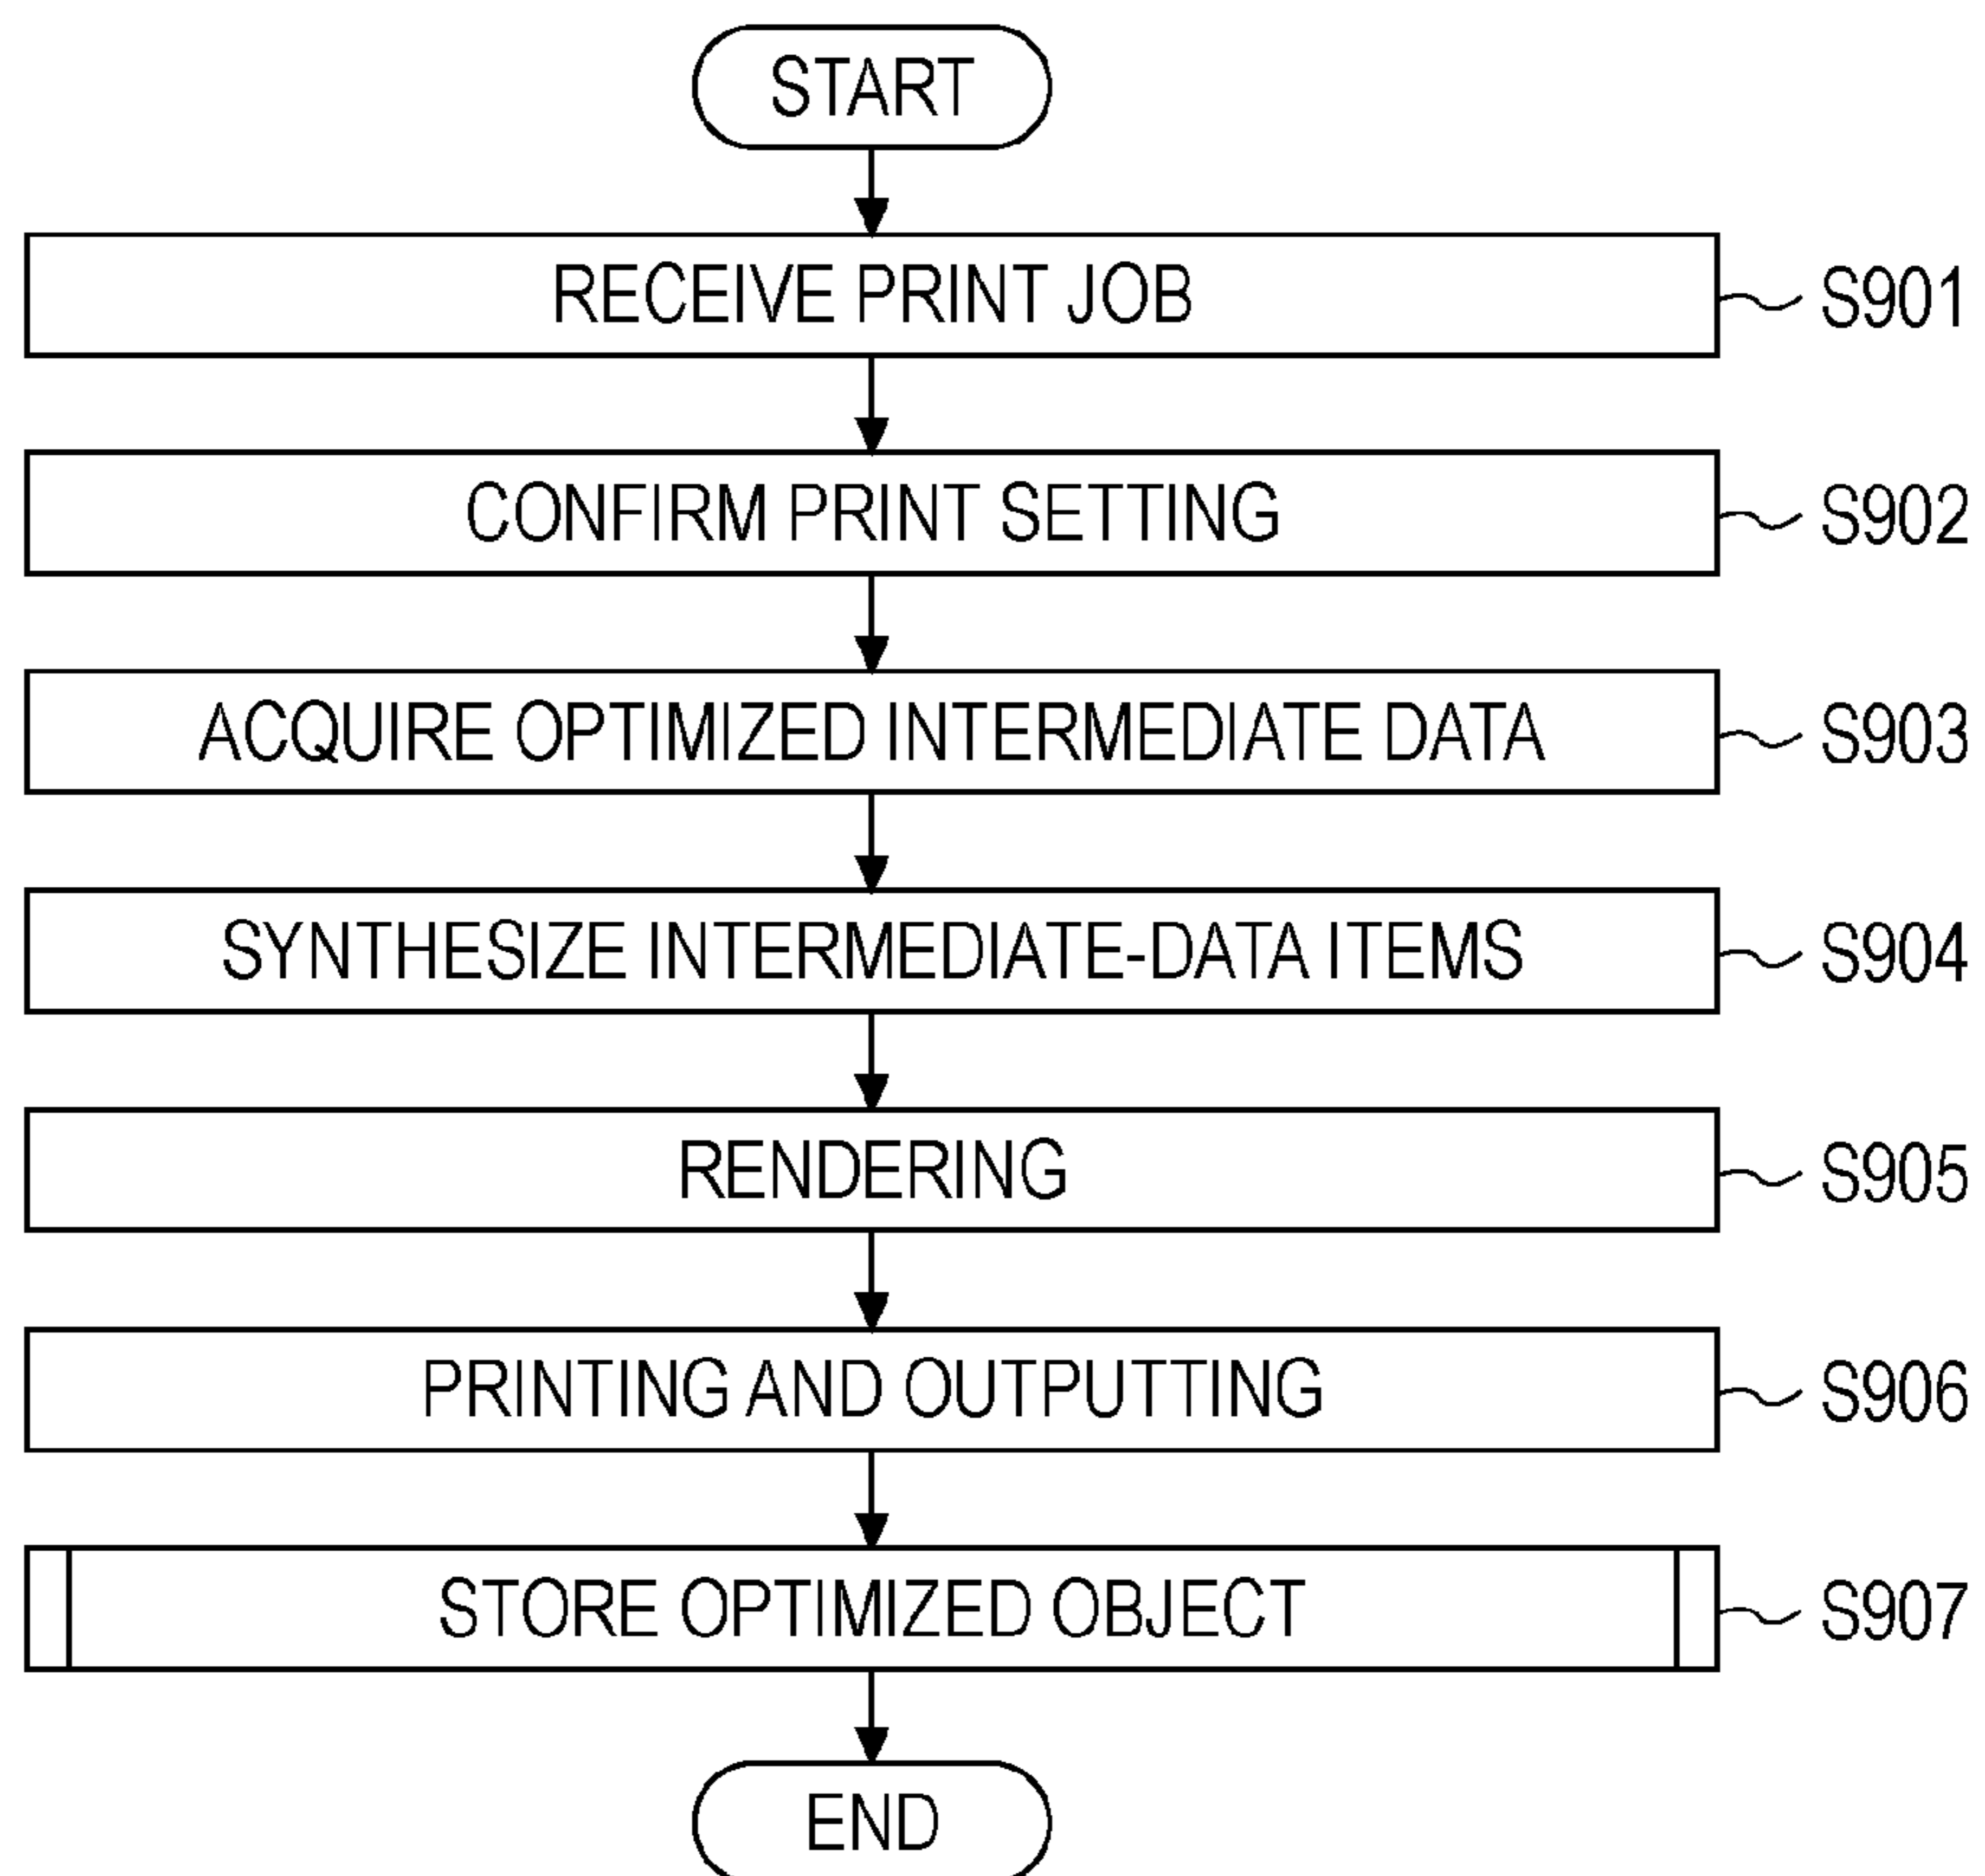 START
RECEIVE PRINT JOB
S901
CONFIRM PRINT SETTING
S902
ACQUIRE OPTIMIZED INTERMEDIATE DATA
S903
SYNTHESIZE INTERMEDIATE-DATA ITEMS
S904
RENDERING
S905
PRINTING AND OUTPUTTING
S906
STORE OPTIMIZED OBJECT
S907
END